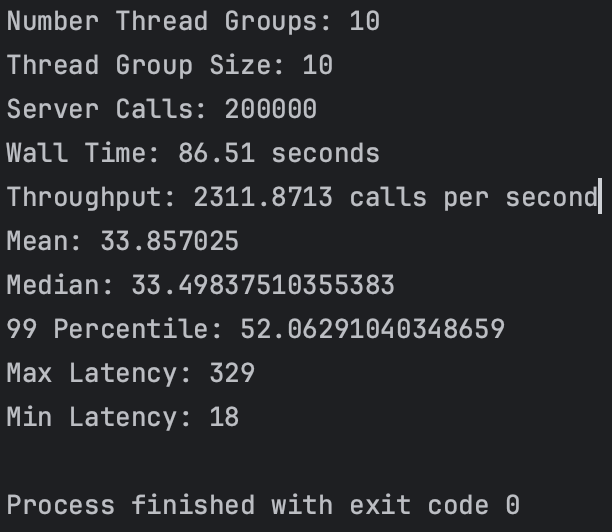 Number Thread Groups: 10
Thread Group Size: 10
Server Calls: 200000
Wall Time: 86.51 seconds
Throughput: 2311.8713 calls per second
Mean: 33.857025
Median: 33.49837510355383
99 Percentile: 52.06291040348659
Max Latency: 329
Min Latency: 18
Process finished with exit code 0